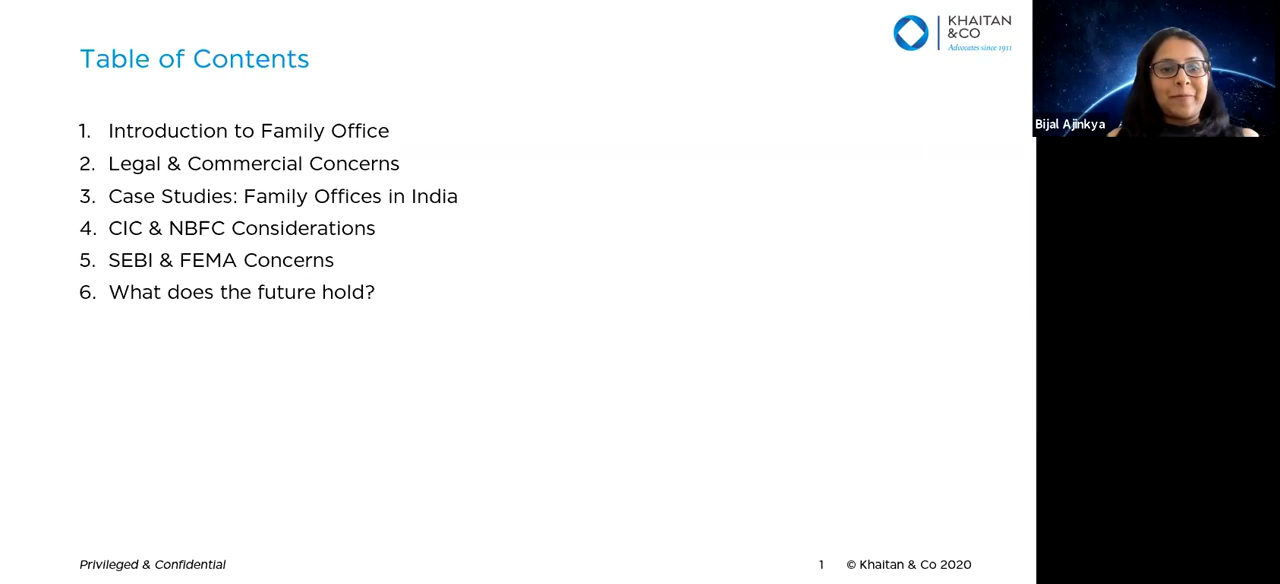 Table of Contents
KHAITAN
&CO
Advocates since 1911
1. Introduction to Family Office
2. Legal & Commercial Concerns
3. Case Studies: Family Offices in India
4. CIC & NBFC Considerations
5. SEBI & FEMA Concerns
6. What does the future hold?
Bijal Ajinkya
Privileged & Confidential
1 © Khaitan & Co 2020